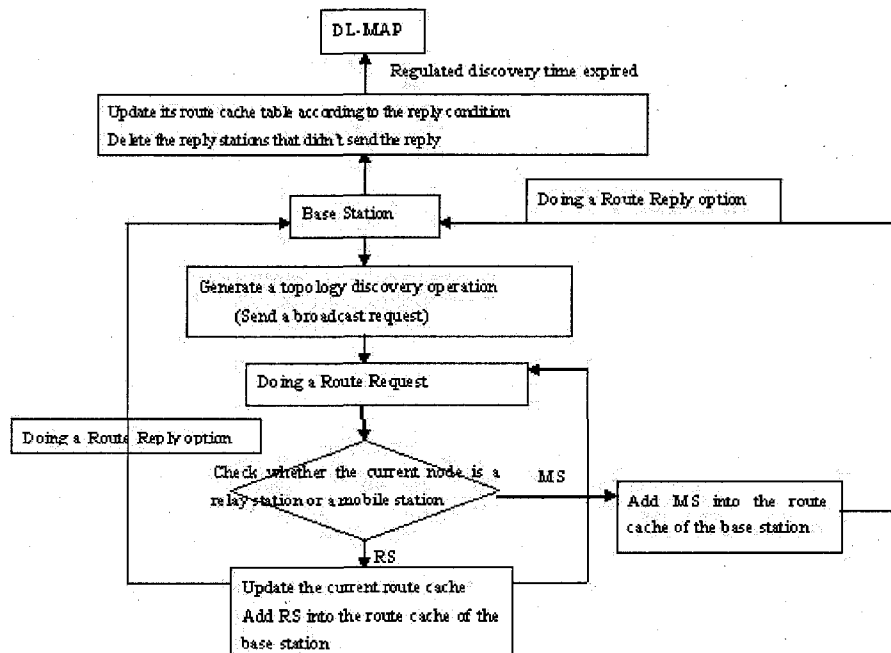 DL-MAP
Regulated discovery time expired
Update its route cache table according to the reply condition
Delete the reply stations that didn't send the reply
Doing a Route Reply option
Base Station
Generate a topology discovery operation
(Send a broadcast request)
Doing a Route Request
Doing a Route Reply option
Check whether the current node is a
relay station or a mobile station
MS
Add MS into the route
cache of the base station
RS
Update the current route cache
Add RS into the route cache of the
base station